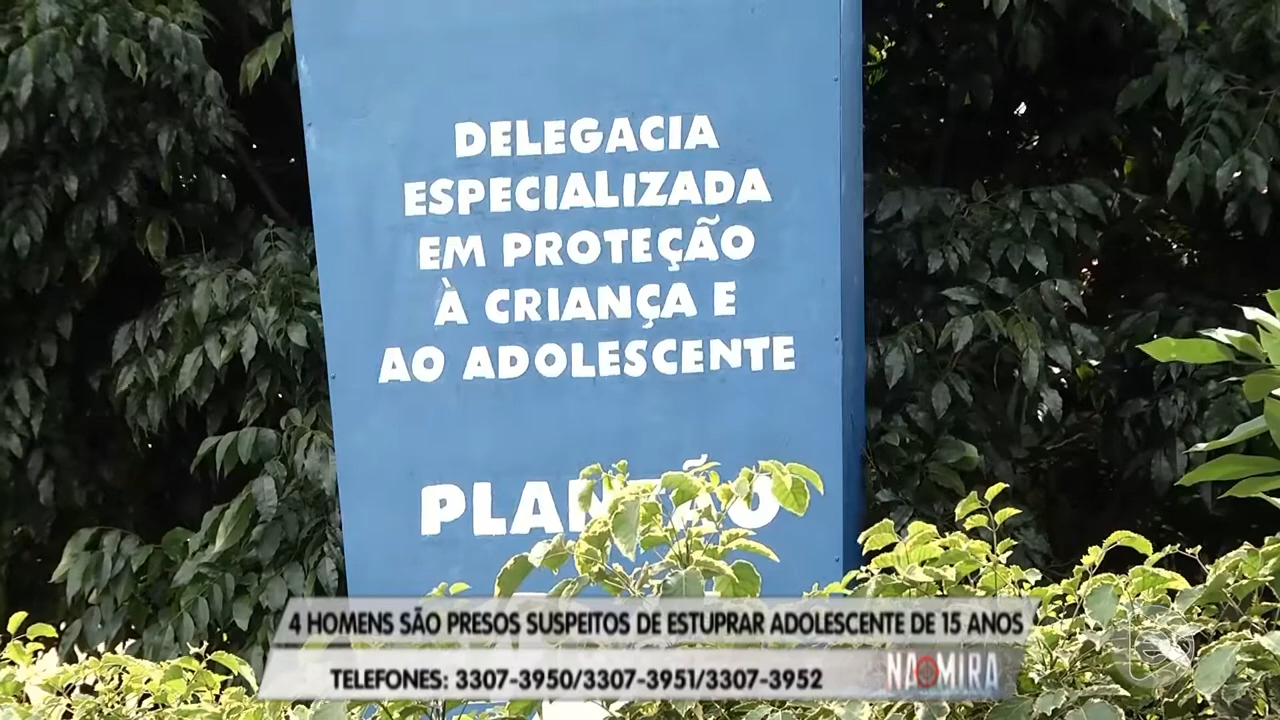 DELEGACIA
ESPECIALIZADA
EM PROTEÇÃO
À CRIANÇA E
AO ADOLESCENTE
PLANTÃO
4 HOMENS SÃO PRESOS SUSPEITOS DE ESTUPRAR ADOLESCENTE DE 15 ANOS
TELEFONES: 3307-3950/3307-3951/3307-3952
NA MIRA